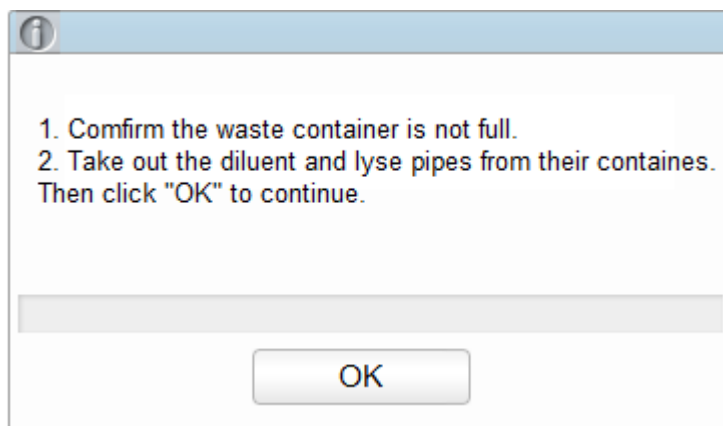 1. Comfirm the waste container is not full.
2. Take out the diluent and lyse pipes from their containes.
Then click "OK" to continue.
OK